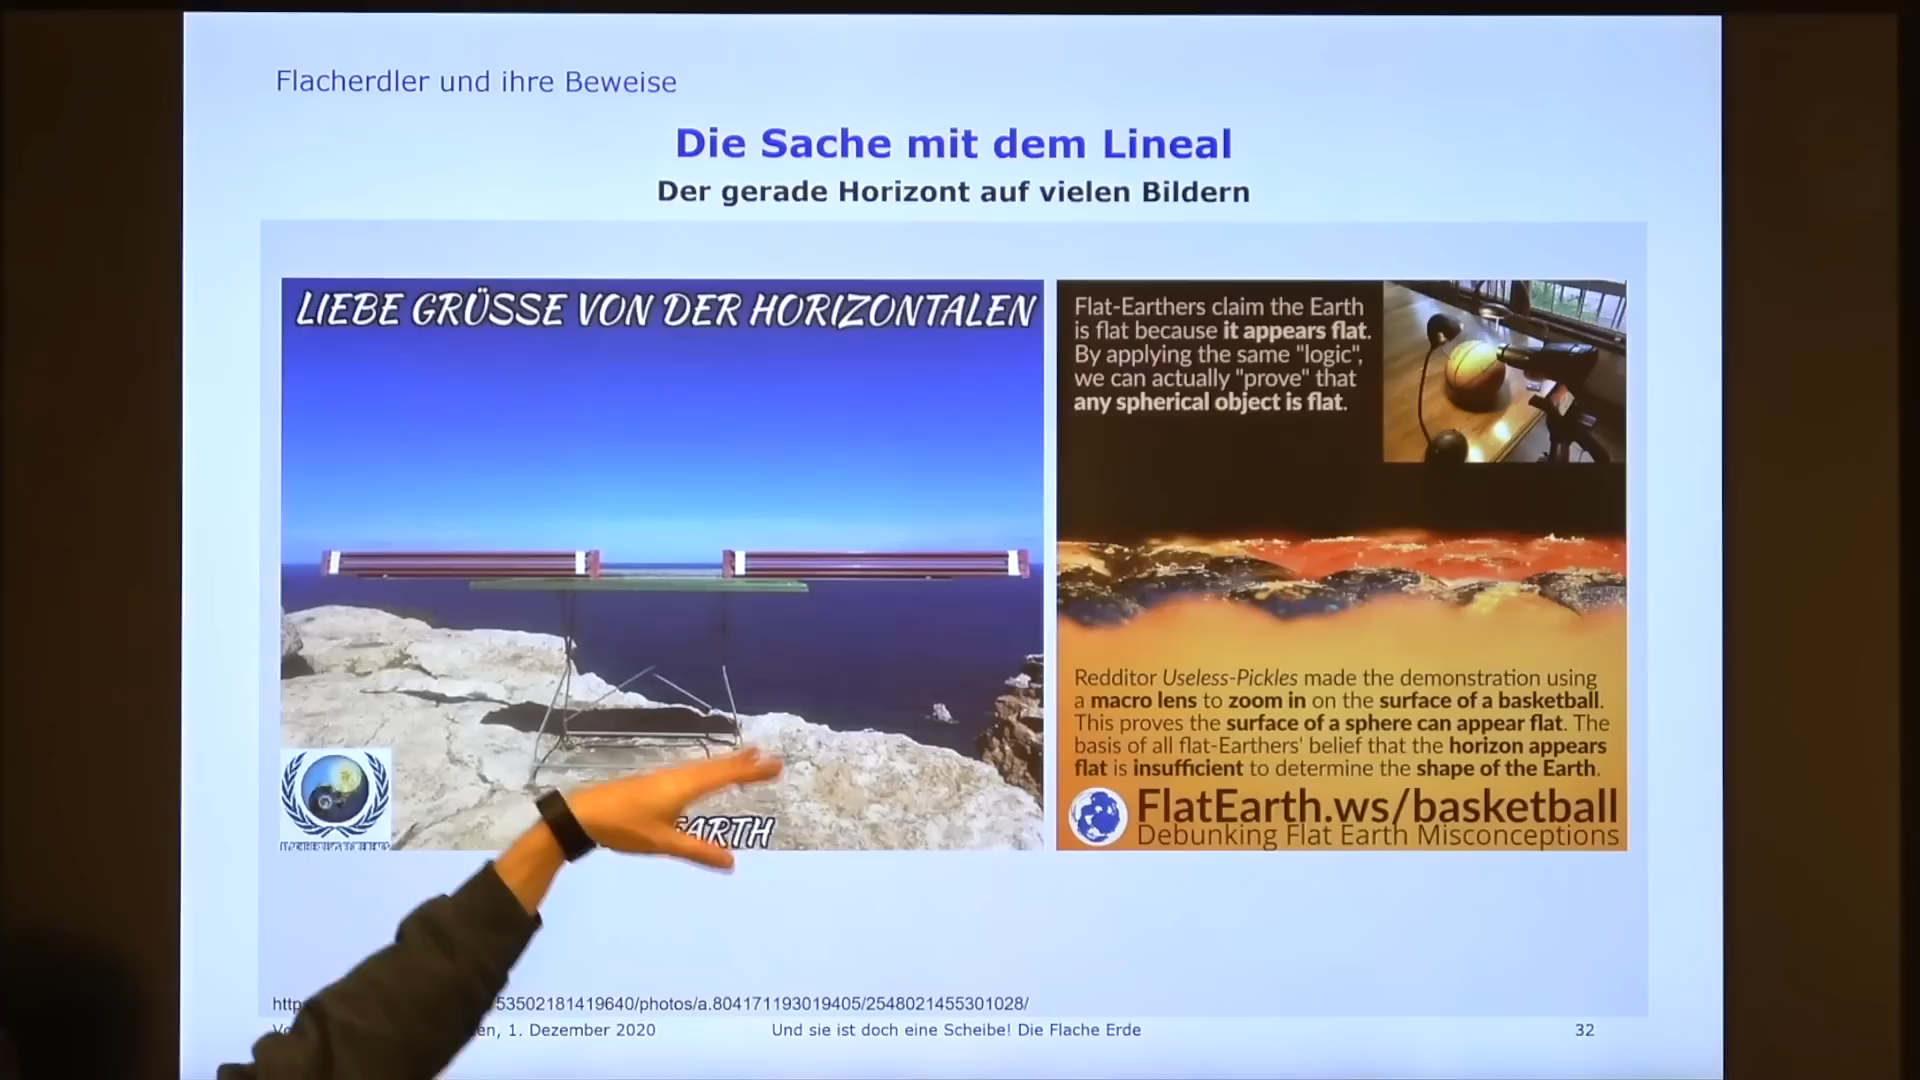 Flacherdler und ihre Beweise
Die Sache mit dem Lineal
Der gerade Horizont auf vielen Bildern
LIEBE GRÜSSE VON DER HORIZONTALEN
EARTH
Flat-Earthers claim the Earth
is flat because it appears flat.
By applying the same "logic",
we can actually "prove" that
any spherical object is flat.
Redditor Useless-Pickles made the demonstration using
a macro lens to zoom in on the surface of a basketball.
This proves the surface of a sphere can appear flat. The
basis of all flat-Earthers' belief that the horizon appears
flat is insufficient to determine the shape of the Earth.
FlatEarth.ws/basketball
Debunking Flat Earth Misconceptions
http 53502181419640/photos/a.804171193019405/2548021455301028/
en, 1. Dezember 2020 Und sie ist doch eine Scheibe! Die Flache Erde 32